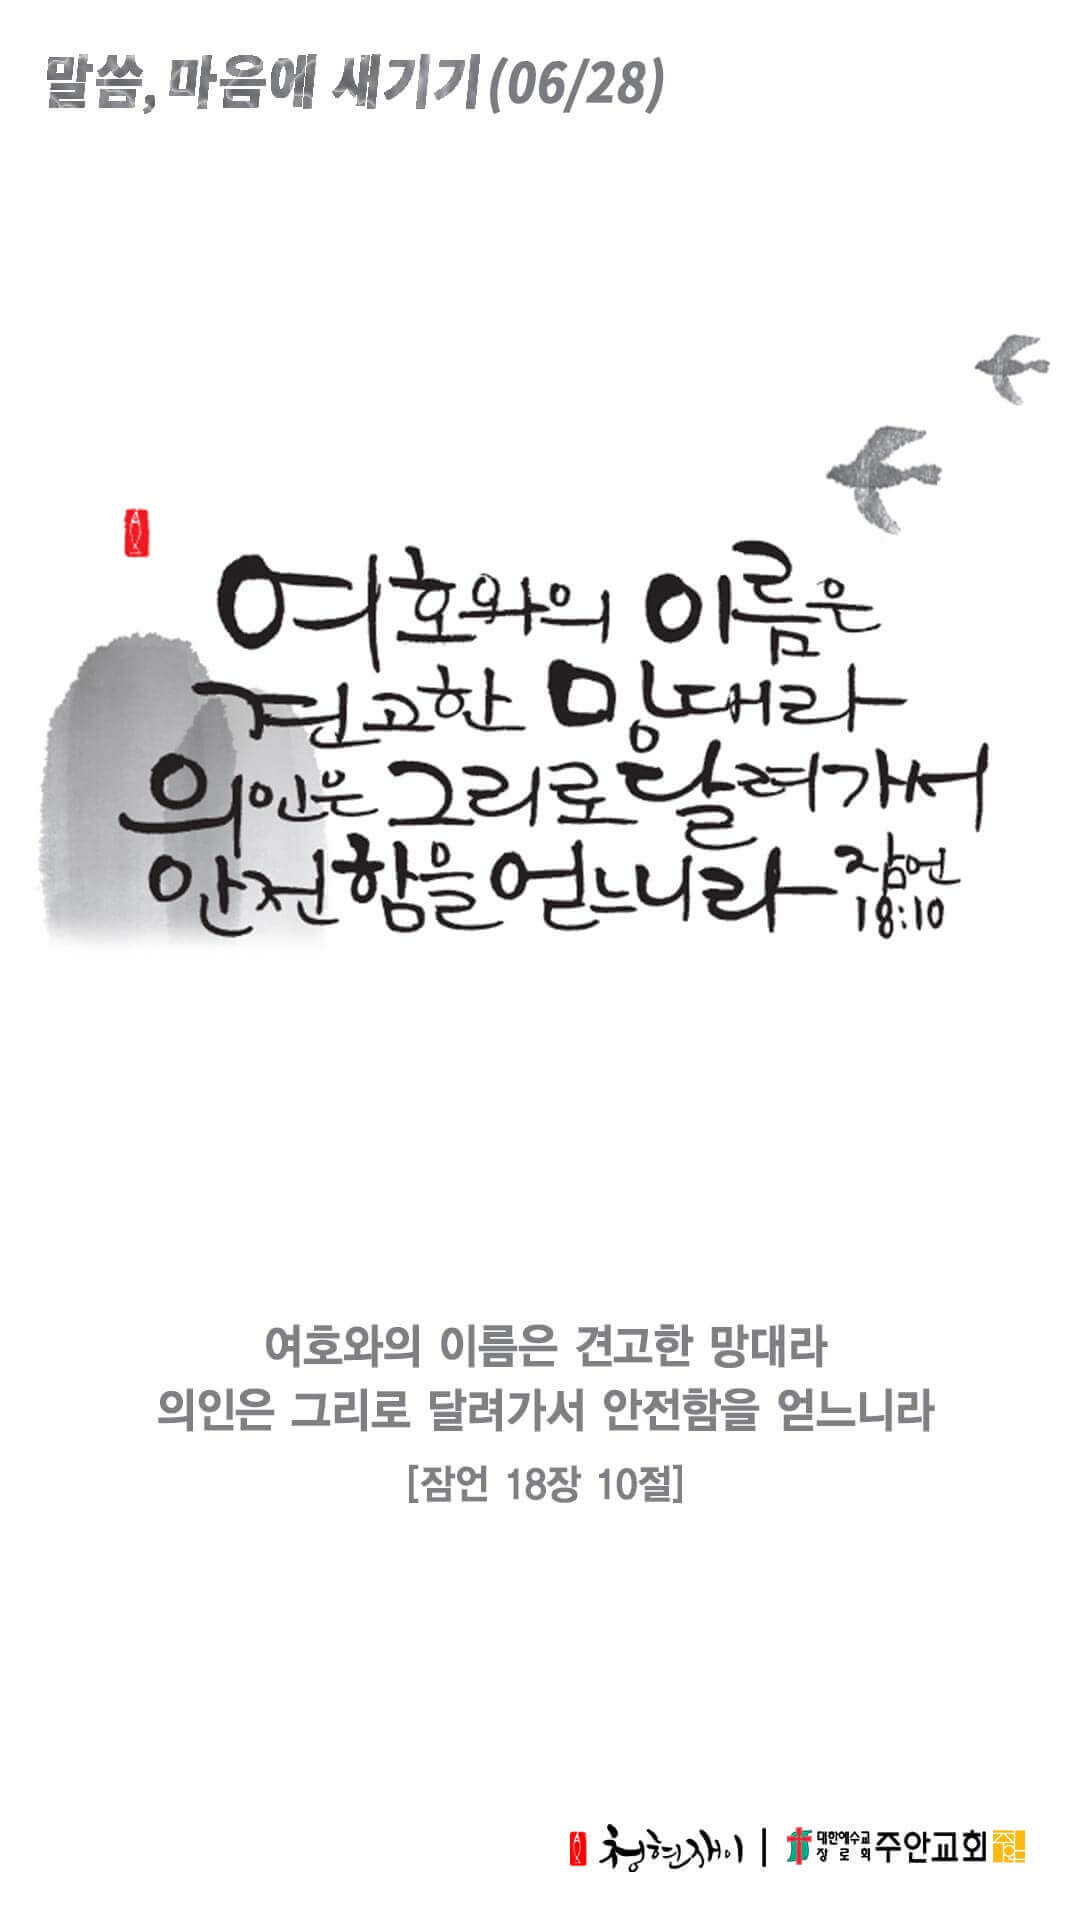 말씀, 마음에 새기기(06/28)
여호와의 이름은
견고한 망대라
의인은 그리로 달려가서
안전함을 얻느니라 잠언
18:10
여호와의 이름은 견고한 망대라
의인은 그리로 달려가서 안전함을 얻느니라
[잠언 18장 10절]
청현재이 | 대한예수교
장로회 주안교회